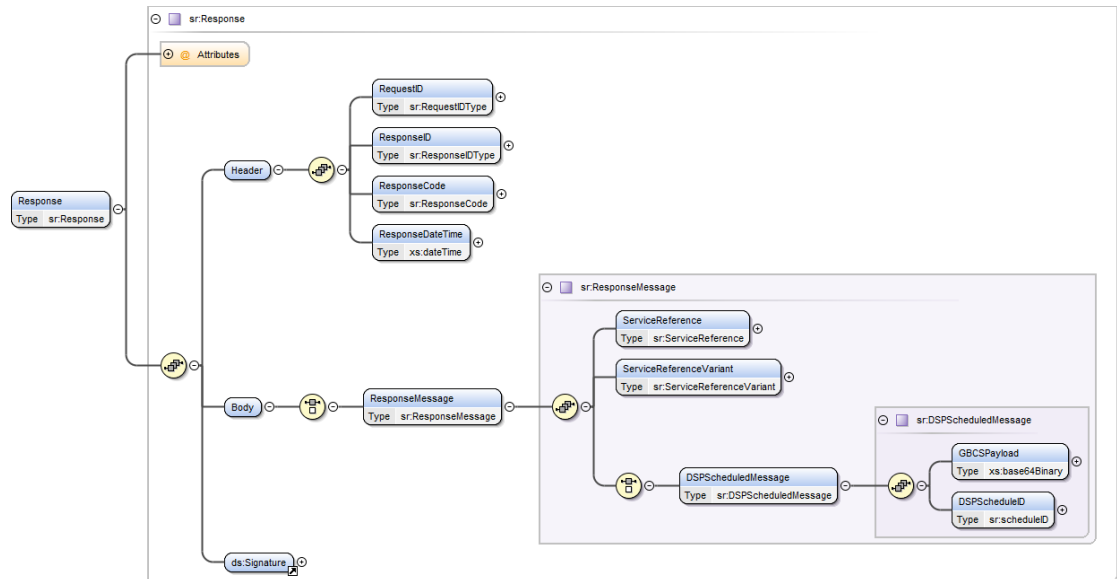 sr:Response
@ Attributes
RequestID
Type sr:RequestIDType
ResponseID
Type sr:ResponseIDType
Header
ResponseCode
Type sr:ResponseCode
Response
Type sr:Response
ResponseDateTime
Type xs:dateTime
sr:ResponseMessage
ServiceReference
Type sr:ServiceReference
ServiceReferenceVariant
Type sr:ServiceReferenceVariant
Body
ResponseMessage
Type sr:ResponseMessage
sr:DSPScheduledMessage
GBCSPayload
Type xs:base64Binary
DSPScheduledMessage
Type sr:DSPScheduledMessage
DSPScheduleID
Type sr:scheduleID
ds:Signature